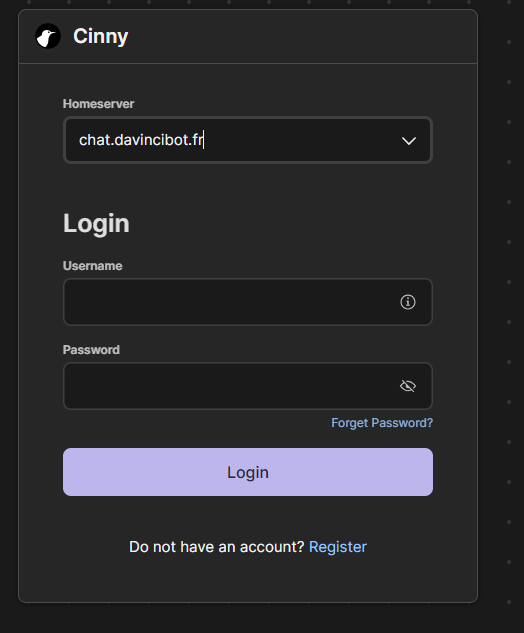 Cinny
Homeserver
chat.davincibot.fr
Login
Username
Password
Forget Password?
Login
Do not have an account? Register